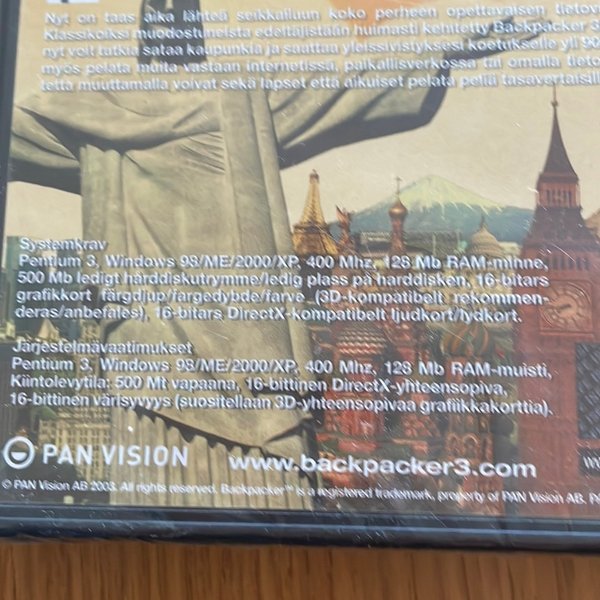 Nyt on taas aika lähteä seikkailuun koko perheen opettavaisen tietov
Klassikoiksi muodostuneista edeltäjistään huimasti kehitetty Backpacker 3
nyt voit tutkia sataa kaupunkia ja saattaa yleissivistyksesi koetukselle yli 90
myös pelata muita vastaan internetissä, paikallisverkossa tai omalla tieto
tetta muuttamalla voivat sekä lapset että aikuiset pelata peliä tasavertaisill
Systemkrav
Pentium 3, Windows 98/ME/2000/XP, 400 Mhz, 128 Mb RAM-minne,
500 Mb ledigt hårddiskutrymme/ledig plass på harddisken, 16-bitars
grafikkort färgdjup/fargedybde/farve (3D-kompatibelt rekommen-
deras/anbefales), 16-bitars DirectX-kompatibelt ljudkort/lydkort.
Järjestelmävaatimukset
Pentium 3, Windows 98/ME/2000/XP, 400 Mhz, 128 Mb RAM-muisti,
Kiintolevytila: 500 Mt vapaana, 16-bittinen DirectX-yhteensopiva,
16-bittinen värisyvyys (suositellaan 3D-yhteensopivaa grafiikkakorttia).
PAN VISION www.backpacker3.com
© PAN Vision AB 2003. All rights reserved. Backpacker™ is a registered trademark, property of PAN Vision AB.